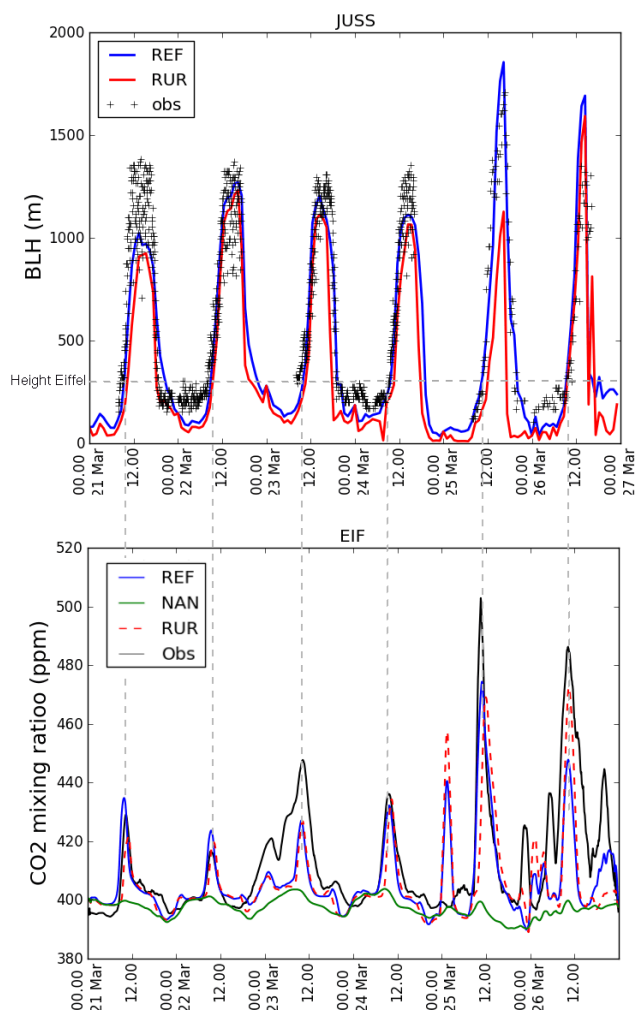 JUSS
2000
1500
1000
500
0
BLH (m)
Height Eiffel
REF
RUR
obs
00.00
21 Mar
12.00
00.00
22 Mar
12.00
00.00
23 Mar
12.00
00.00
24 Mar
12.00
00.00
25 Mar
12.00
00.00
26 Mar
12.00
00.00
27 Mar
EIF
520
500
480
460
440
420
400
380
CO2 mixing ratioo (ppm)
REF
NAN
RUR
Obs
00.00
21 Mar
12.00
00.00
22 Mar
12.00
00.00
23 Mar
12.00
00.00
24 Mar
12.00
00.00
25 Mar
12.00
00.00
26 Mar
12.00